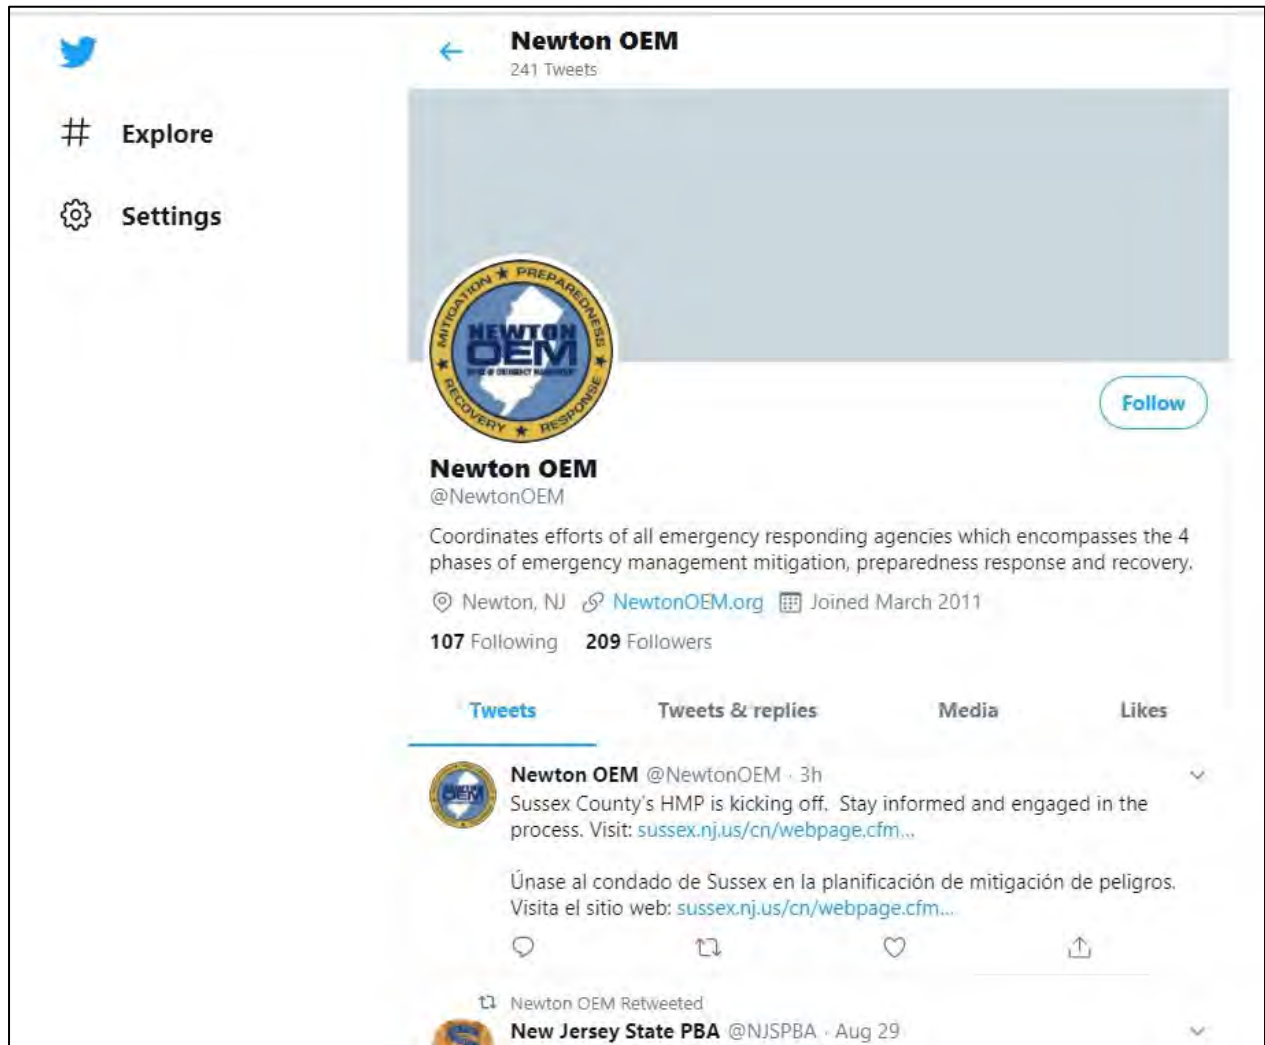 Newton OEM
241 Tweets
Explore
Settings
MITIGATION ★ PREPAREDNESS ★ RESPONSE ★ RECOVERY ★
NEWTON
OEM
OFFICE OF EMERGENCY MANAGEMENT
Follow
Newton OEM
@NewtonOEM
Coordinates efforts of all emergency responding agencies which encompasses the 4
phases of emergency management mitigation, preparedness response and recovery.
Newton, NJ NewtonOEM.org Joined March 2011
107 Following 209 Followers
Tweets Tweets & replies Media Likes
Newton OEM @NewtonOEM · 3h
OEM
Sussex County's HMP is kicking off. Stay informed and engaged in the
process. Visit: sussex.nj.us/cn/webpage.cfm...
Únase al condado de Sussex en la planificación de mitigación de peligros.
Visita el sitio web: sussex.nj.us/cn/webpage.cfm...
Newton OEM Retweeted
New Jersey State PBA @NJSPBA · Aug 29